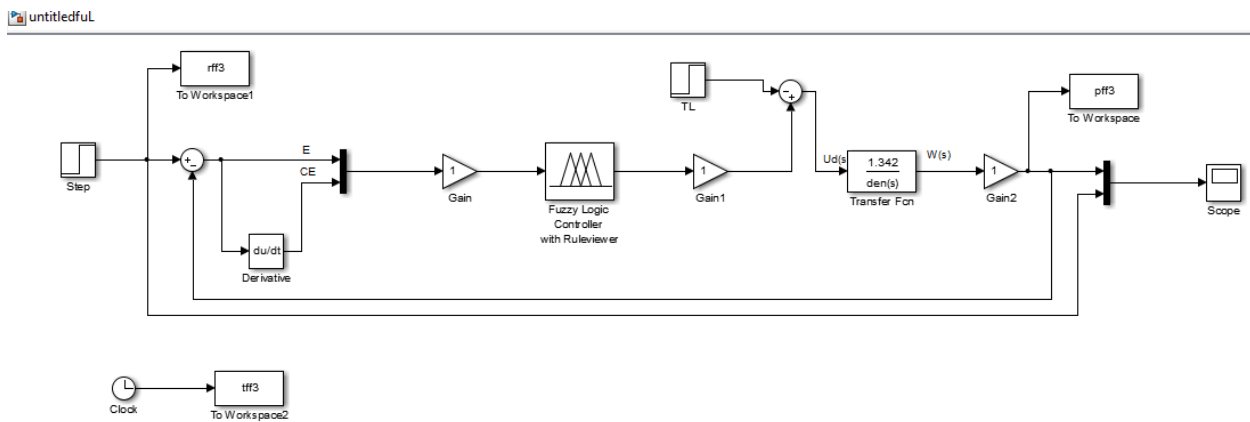 untitledfuL
rff3
To Workspace1
TL
pff3
To Workspace
Step
+
-
E
CE
1
Gain
Fuzzy Logic
Controller
with Ruleviewer
1
Gain1
-
+
Ud(s
1.342
den(s)
Transfer Fcn
W(s)
1
Gain2
Scope
du/dt
Derivative
Clock
tff3
To Workspace2